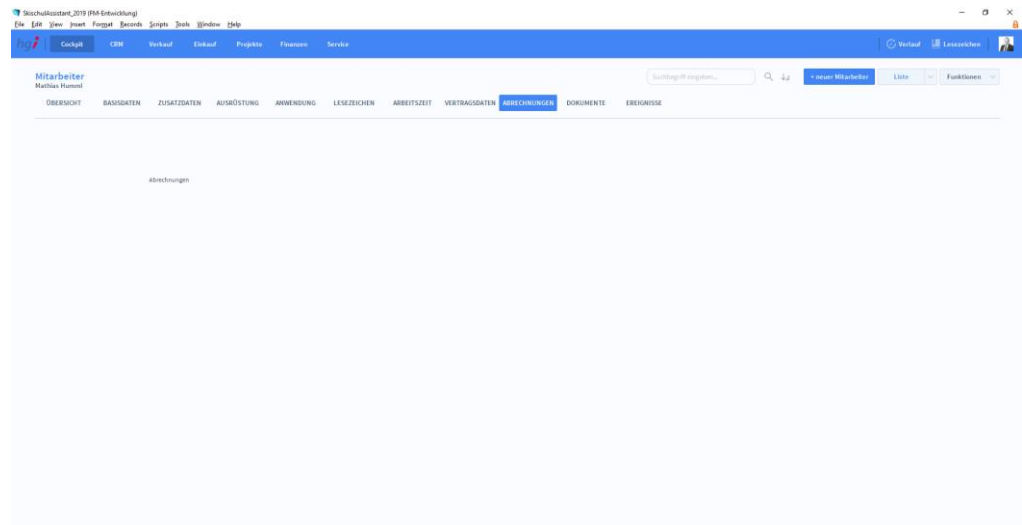 SkischulAssistant_2019 (FM-Entwicklung)
File Edit View Insert Format Records Scripts Tools Window Help
hgi Cockpit CRM Verkauf Einkauf Projekte Finanzen Service Verlauf Lesezeichen
Mitarbeiter
Mathias Humml
Suchbegriff eingeben... + neuer Mitarbeiter Liste Funktionen
ÜBERSICHT BASISDATEN ZUSATZDATEN AUSRÜSTUNG ANWENDUNG LESEZEICHEN ARBEITSZEIT VERTRAGSDATEN ABRECHNUNGEN DOKUMENTE EREIGNISSE
Abrechnungen